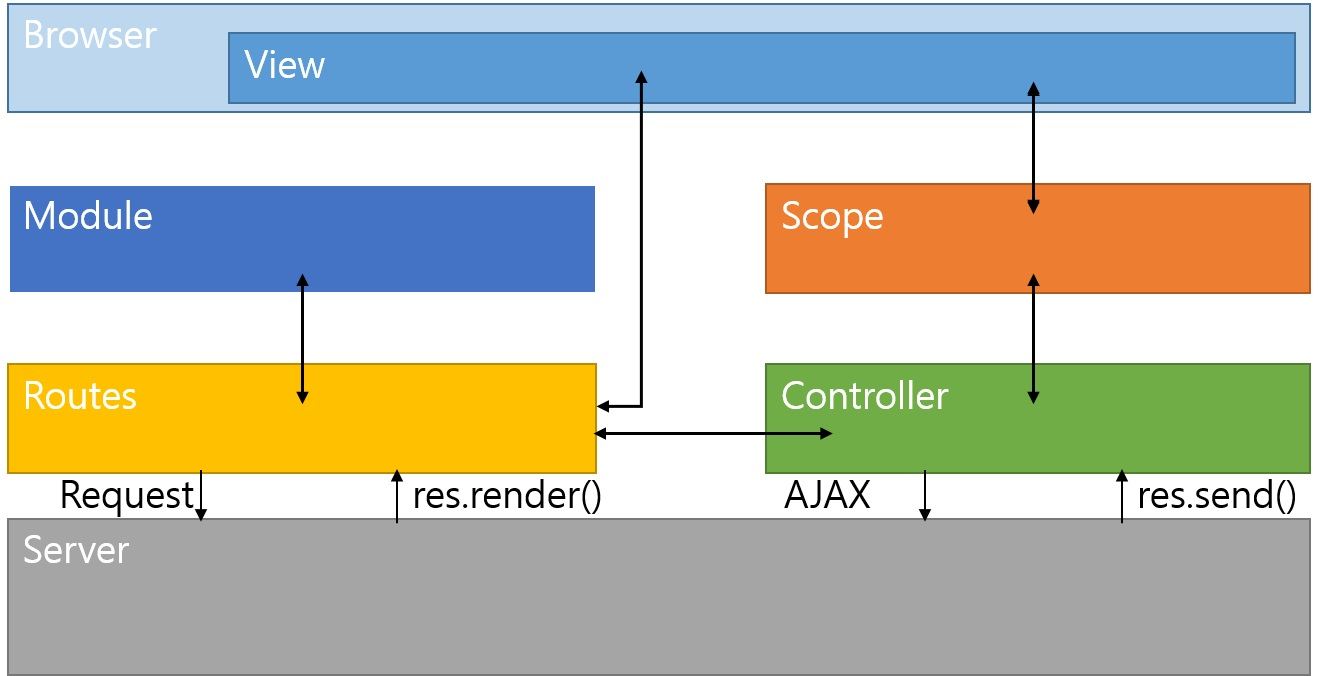 Browser
View
Module
Scope
Routes
Controller
Request
res.render()
AJAX
res.send()
Server